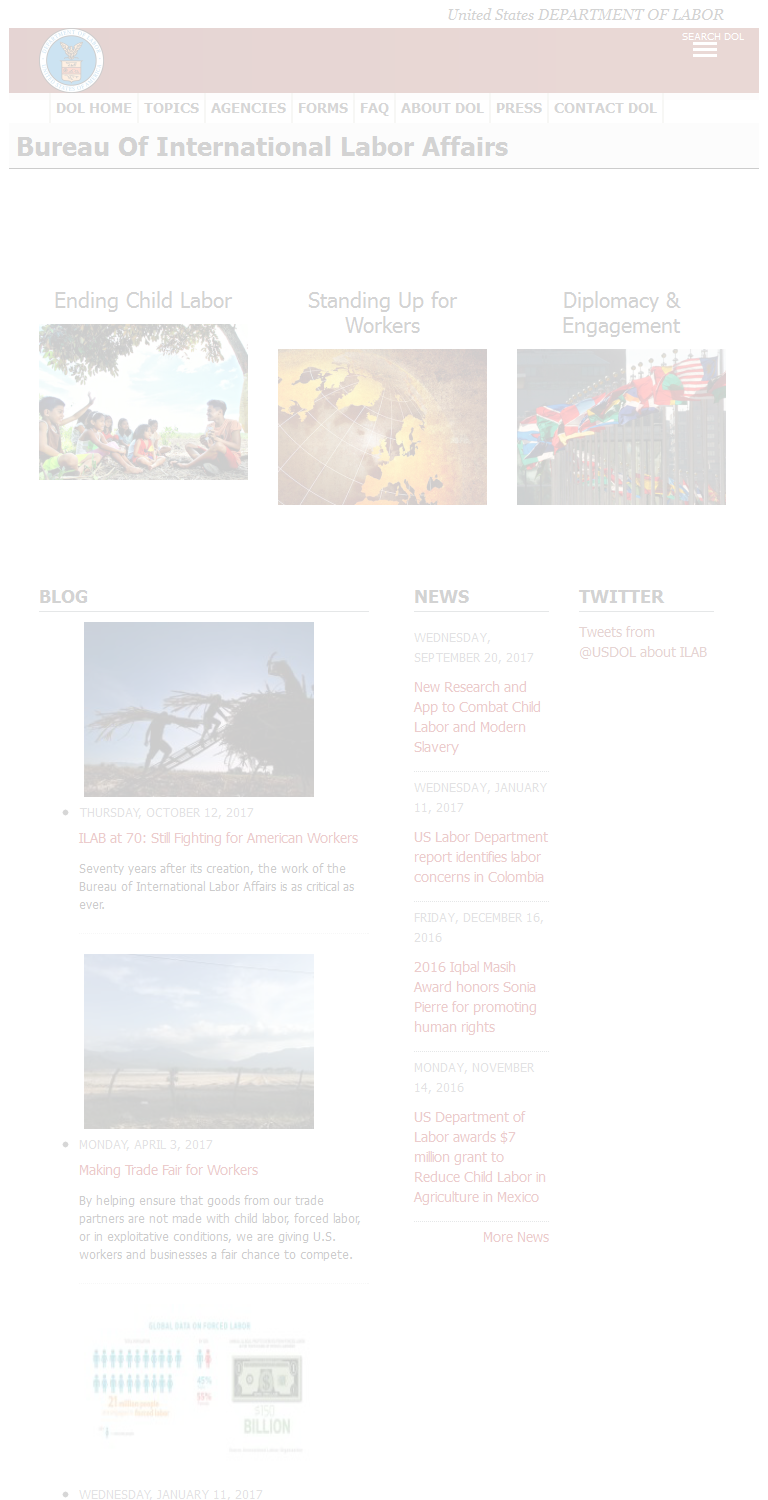 United States DEPARTMENT OF LABOR
SEARCH DOL
DOL HOME TOPICS AGENCIES FORMS FAQ ABOUT DOL PRESS CONTACT DOL
Bureau Of International Labor Affairs
Ending Child Labor
Standing Up for
Workers
Diplomacy &
Engagement
BLOG
THURSDAY, OCTOBER 12, 2017
ILAB at 70: Still Fighting for American Workers
Seventy years after its creation, the work of the
Bureau of International Labor Affairs is as critical as
ever.
MONDAY, APRIL 3, 2017
Making Trade Fair for Workers
By helping ensure that goods from our trade
partners are not made with child labor, forced labor,
or in exploitative conditions, we are giving U.S.
workers and businesses a fair chance to compete.
GLOBAL DATA ON FORCED LABOR
21 million people
forced labor
45%
55%
$150
BILLION
WEDNESDAY, JANUARY 11, 2017
NEWS
WEDNESDAY,
SEPTEMBER 20, 2017
New Research and
App to Combat Child
Labor and Modern
Slavery
WEDNESDAY, JANUARY
11, 2017
US Labor Department
report identifies labor
concerns in Colombia
FRIDAY, DECEMBER 16,
2016
2016 Iqbal Masih
Award honors Sonia
Pierre for promoting
human rights
MONDAY, NOVEMBER
14, 2016
US Department of
Labor awards $7
million grant to
Reduce Child Labor in
Agriculture in Mexico
More News
TWITTER
Tweets from
@USDOL about ILAB